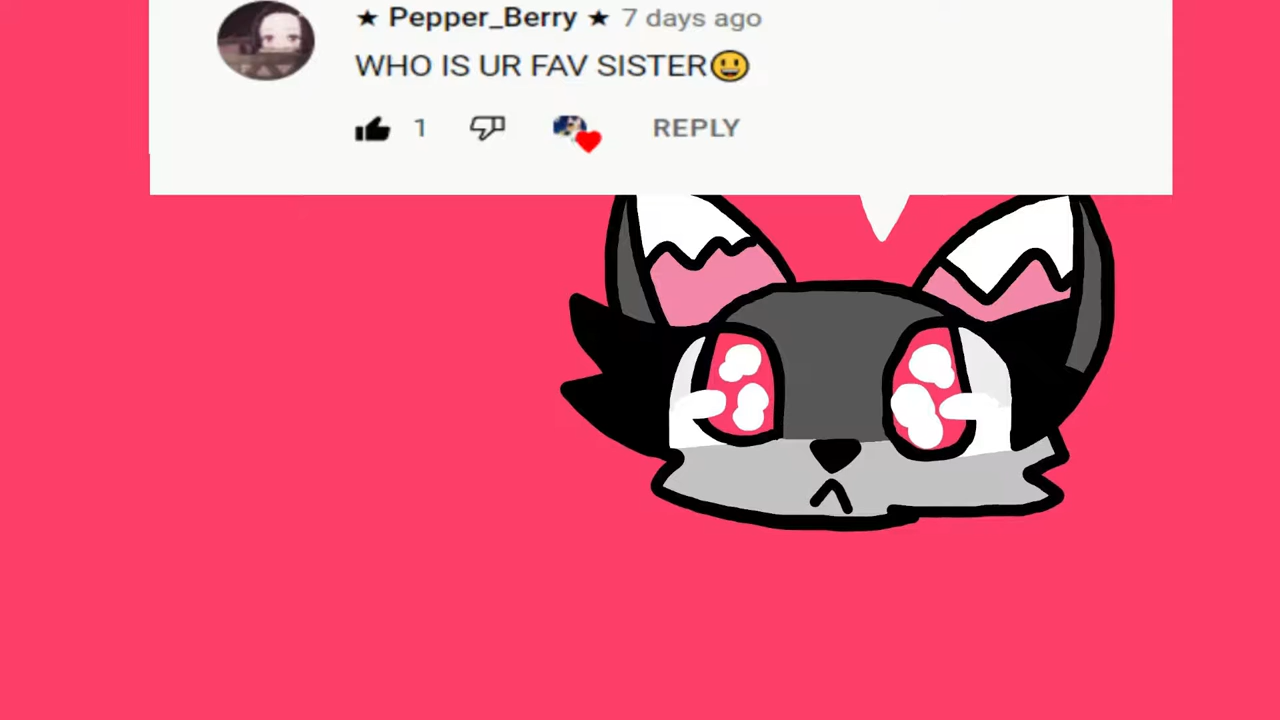 ★ Pepper_Berry ★ 7 days ago
WHO IS UR FAV SISTER😃
1 REPLY